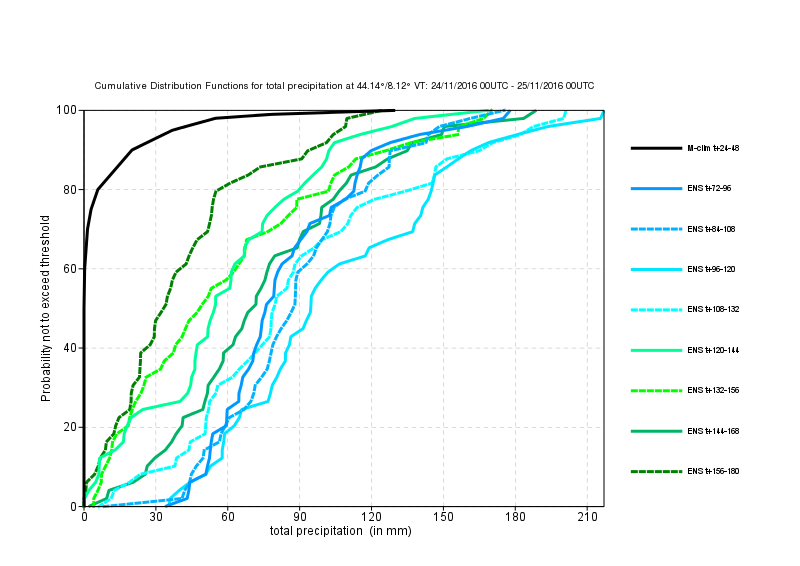 Cumulative Distribution Functions for total precipitation at 44.14°/8.12° VT: 24/11/2016 00UTC - 25/11/2016 00UTC
100
80
60
40
20
0
Probability not to exceed threshold
0 30 60 90 120 150 180 210
total precipitation (in mm)
M-clim t+24-48
ENS t+72-96
ENS t+84-108
ENS t+96-120
ENS t+108-132
ENS t+120-144
ENS t+132-156
ENS t+144-168
ENS t+156-180